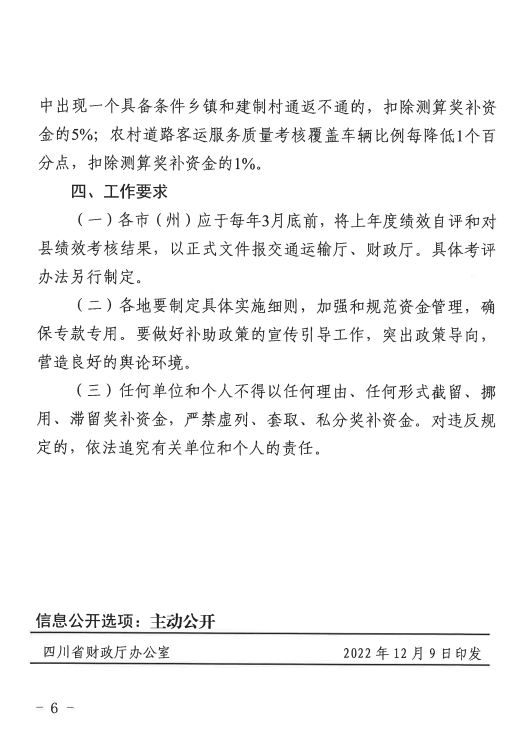 中出现一个具备条件乡镇和建制村通返不通的，扣除测算奖补资
金的5%；农村道路客运服务质量考核覆盖车辆比例每降低1个百
分点，扣除测算奖补资金的1%。
四、工作要求
（一）各市（州）应于每年3月底前，将上年度绩效自评和对
县绩效考核结果，以正式文件报交通运输厅、财政厅。具体考评
办法另行制定。
（二）各地要制定具体实施细则，加强和规范资金管理，确
保专款专用。要做好补助政策的宣传引导工作，突出政策导向，
营造良好的舆论环境。
（三）任何单位和个人不得以任何理由、任何形式截留、挪
用、滞留奖补资金，严禁虚列、套取、私分奖补资金。对违反规
定的，依法追究有关单位和个人的责任。
信息公开选项：主动公开
四川省财政厅办公室 2022年12月9日印发
- 6 -